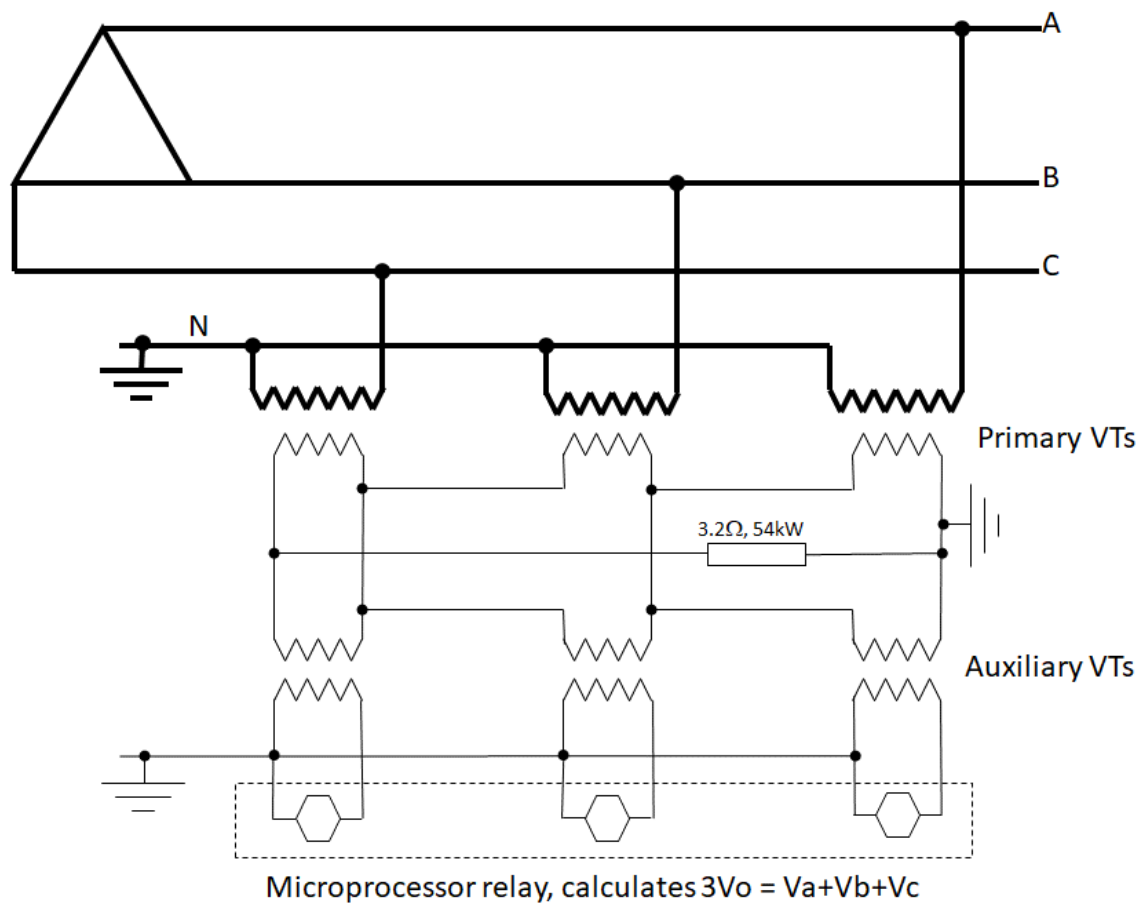 A
B
C
N
Primary VTs
3.2Ω, 54kW
Auxiliary VTs
Microprocessor relay, calculates 3Vo = Va+Vb+Vc